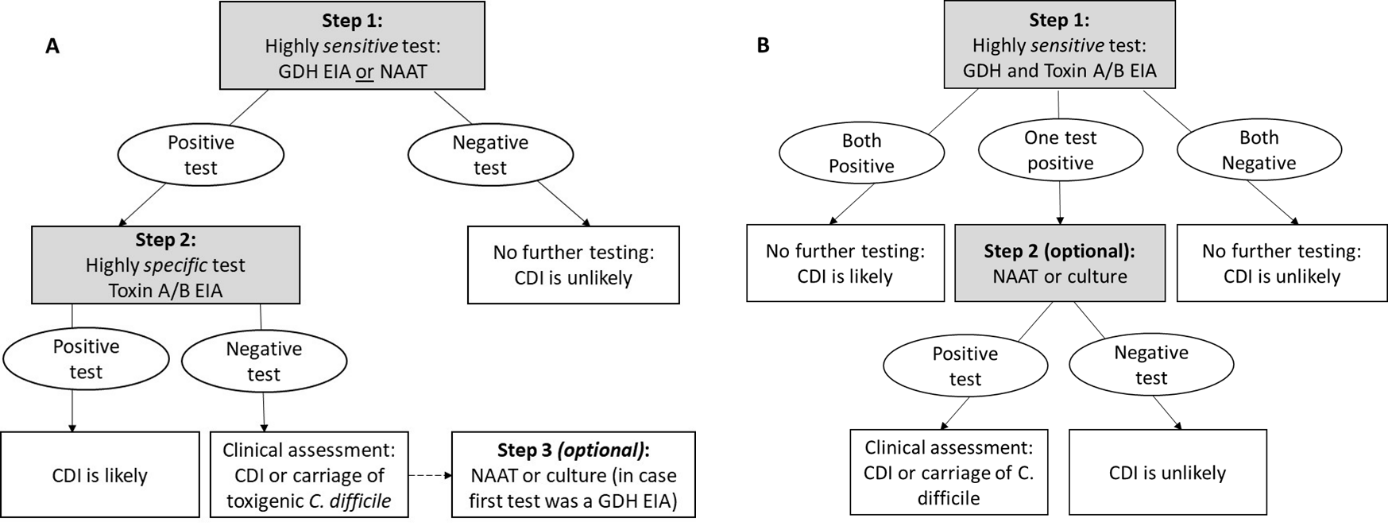 A
Step 1:
Highly sensitive test:
GDH EIA or NAAT
Positive
test
Negative
test
Step 2:
Highly specific test
Toxin A/B EIA
No further testing:
CDI is unlikely
Positive
test
Negative
test
CDI is likely
Clinical assessment:
CDI or carriage of
toxigenic C. difficile
Step 3 (optional):
NAAT or culture (in case
first test was a GDH EIA)
B
Step 1:
Highly sensitive test:
GDH and Toxin A/B EIA
Both
Positive
One test
positive
Both
Negative
No further testing:
CDI is likely
Step 2 (optional):
NAAT or culture
No further testing:
CDI is unlikely
Positive
test
Negative
test
Clinical assessment:
CDI or carriage of C.
difficile
CDI is unlikely